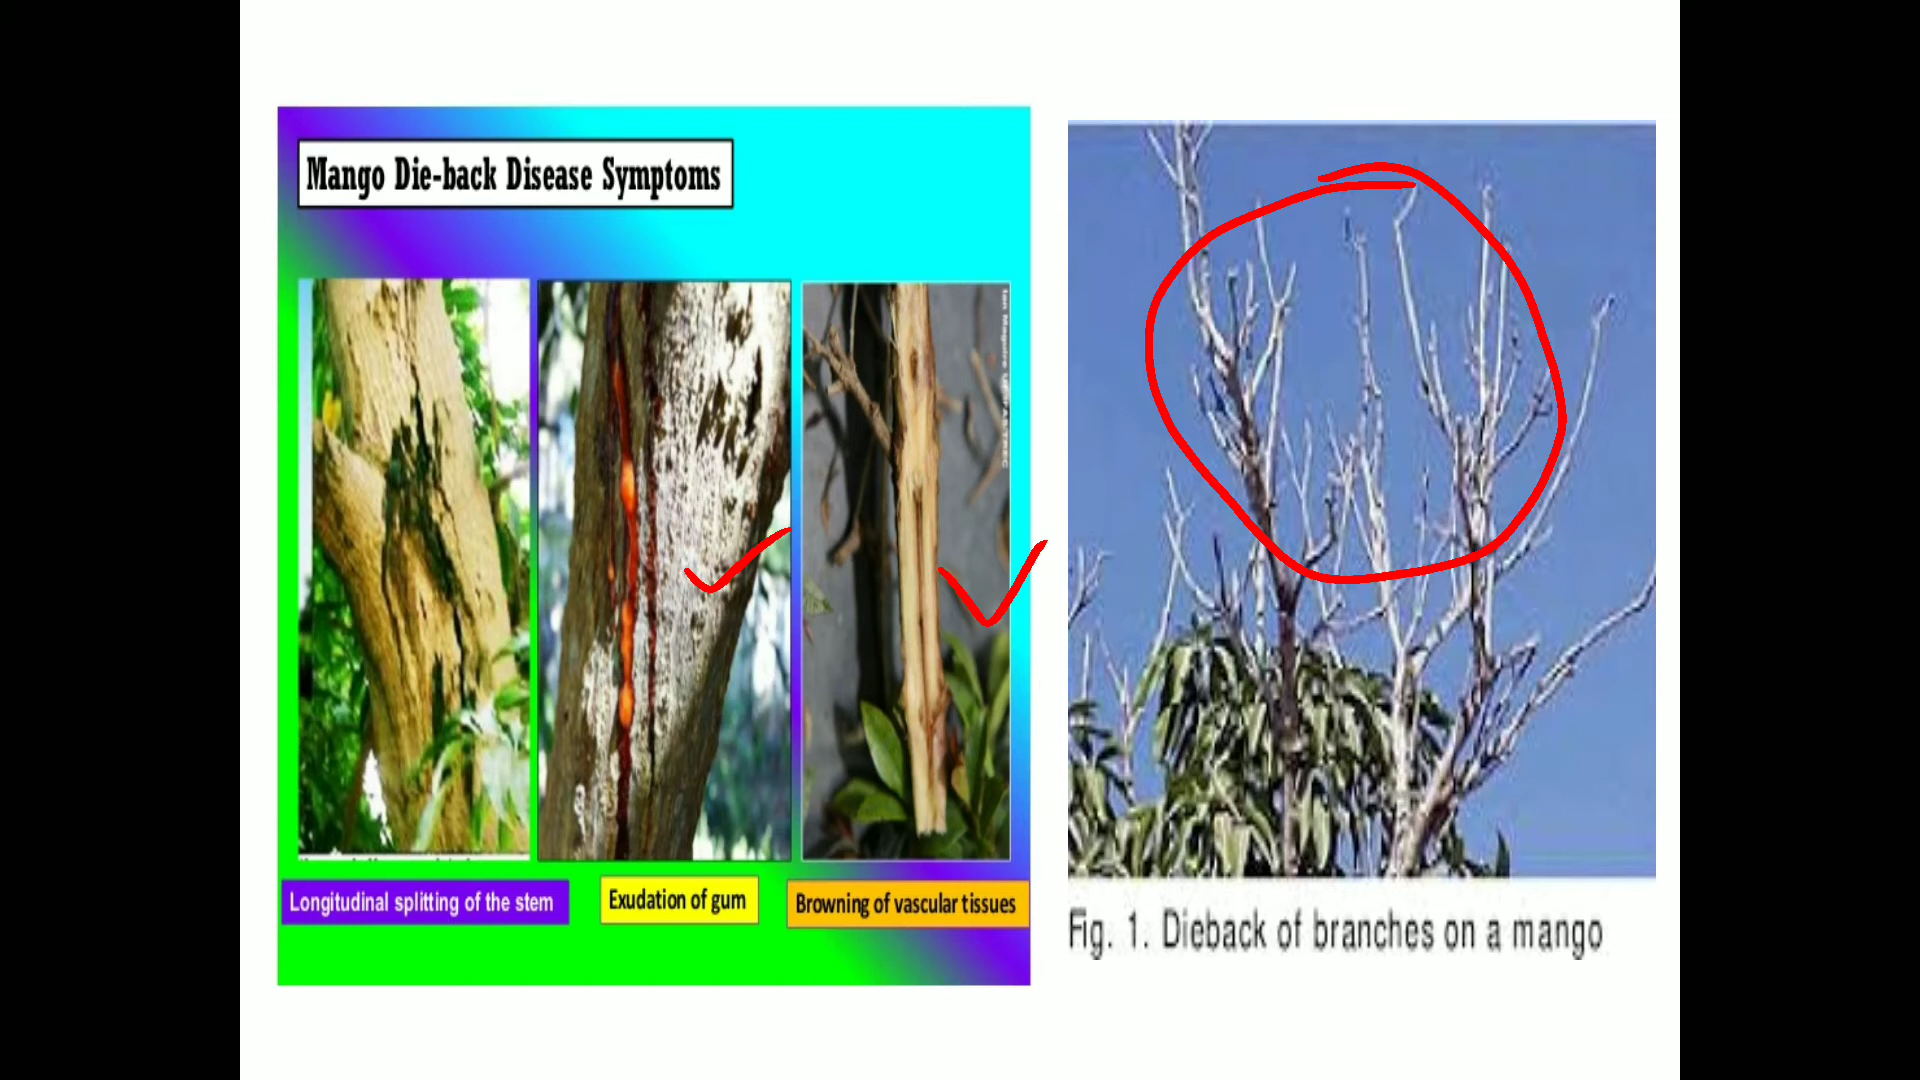 Mango Die-back Disease Symptoms
Longitudinal splitting of the stem
Exudation of gum
Browning of vascular tissues
Fig. 1. Dieback of branches on a mango